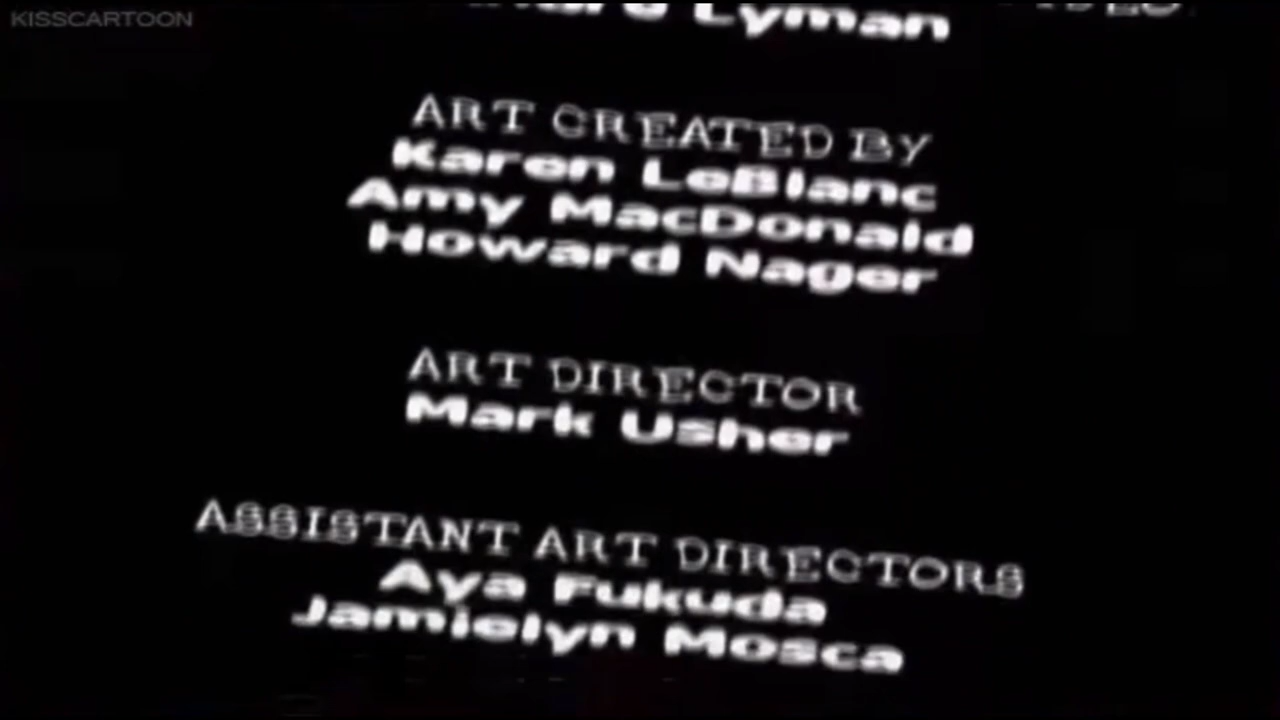 KISSCARTOON
Lyman
ART CREATED BY
Karen LeBlanc
Amy MacDonald
Howard Nager
ART DIRECTOR
Mark Usher
ASSISTANT ART DIRECTORS
Aya Fukuda
Jamielyn Mosca